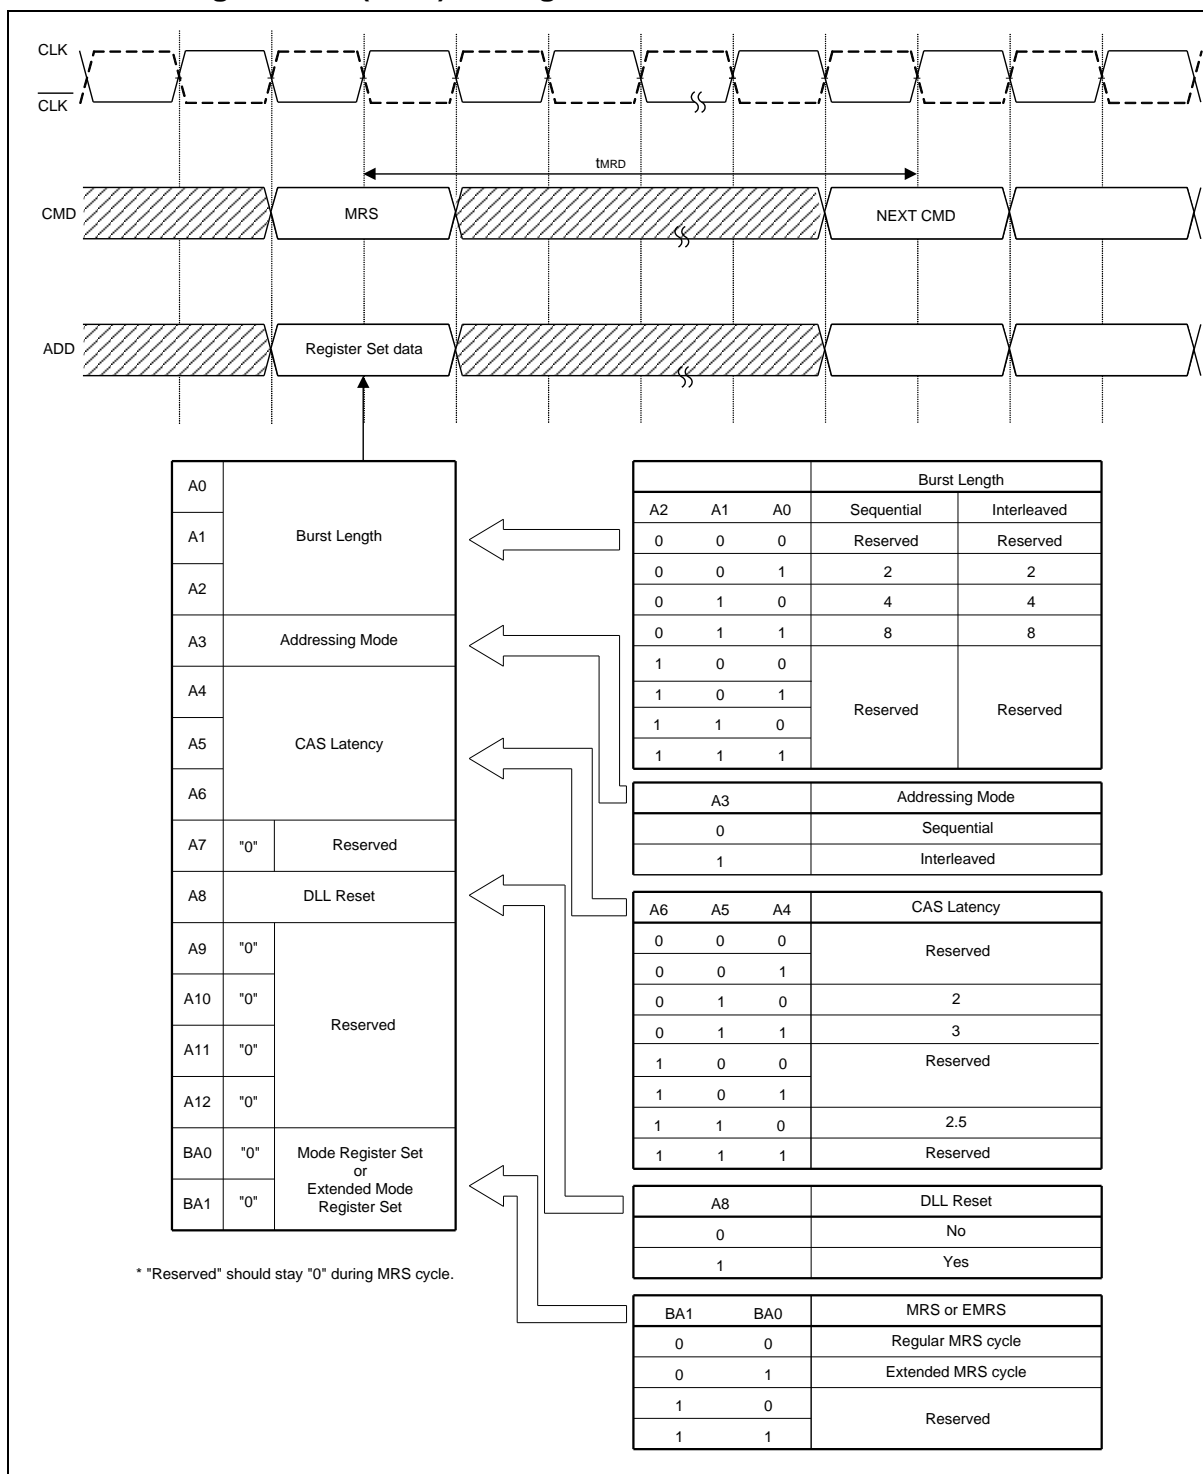 CLK
CLK
tMRD
CMD MRS NEXT CMD
ADD Register Set data
A0
A1 Burst Length
A2
A3 Addressing Mode
A4
A5 CAS Latency
A6
A7 "0" Reserved
A8 DLL Reset
A9 "0"
A10 "0"
Reserved
A11 "0"
A12 "0"
BA0 "0" Mode Register Set
or
Extended Mode
BA1 "0" Register Set
* "Reserved" should stay "0" during MRS cycle.
Burst Length
A2 A1 A0 Sequential Interleaved
0 0 0 Reserved Reserved
0 0 1 2 2
0 1 0 4 4
0 1 1 8 8
1 0 0
1 0 1
Reserved Reserved
1 1 0
1 1 1
A3 Addressing Mode
0 Sequential
1 Interleaved
A6 A5 A4 CAS Latency
0 0 0
Reserved
0 0 1
0 1 0 2
0 1 1 3
1 0 0 Reserved
1 0 1
1 1 0 2.5
1 1 1 Reserved
A8 DLL Reset
0 No
1 Yes
BA1 BA0 MRS or EMRS
0 0 Regular MRS cycle
0 1 Extended MRS cycle
1 0
Reserved
1 1